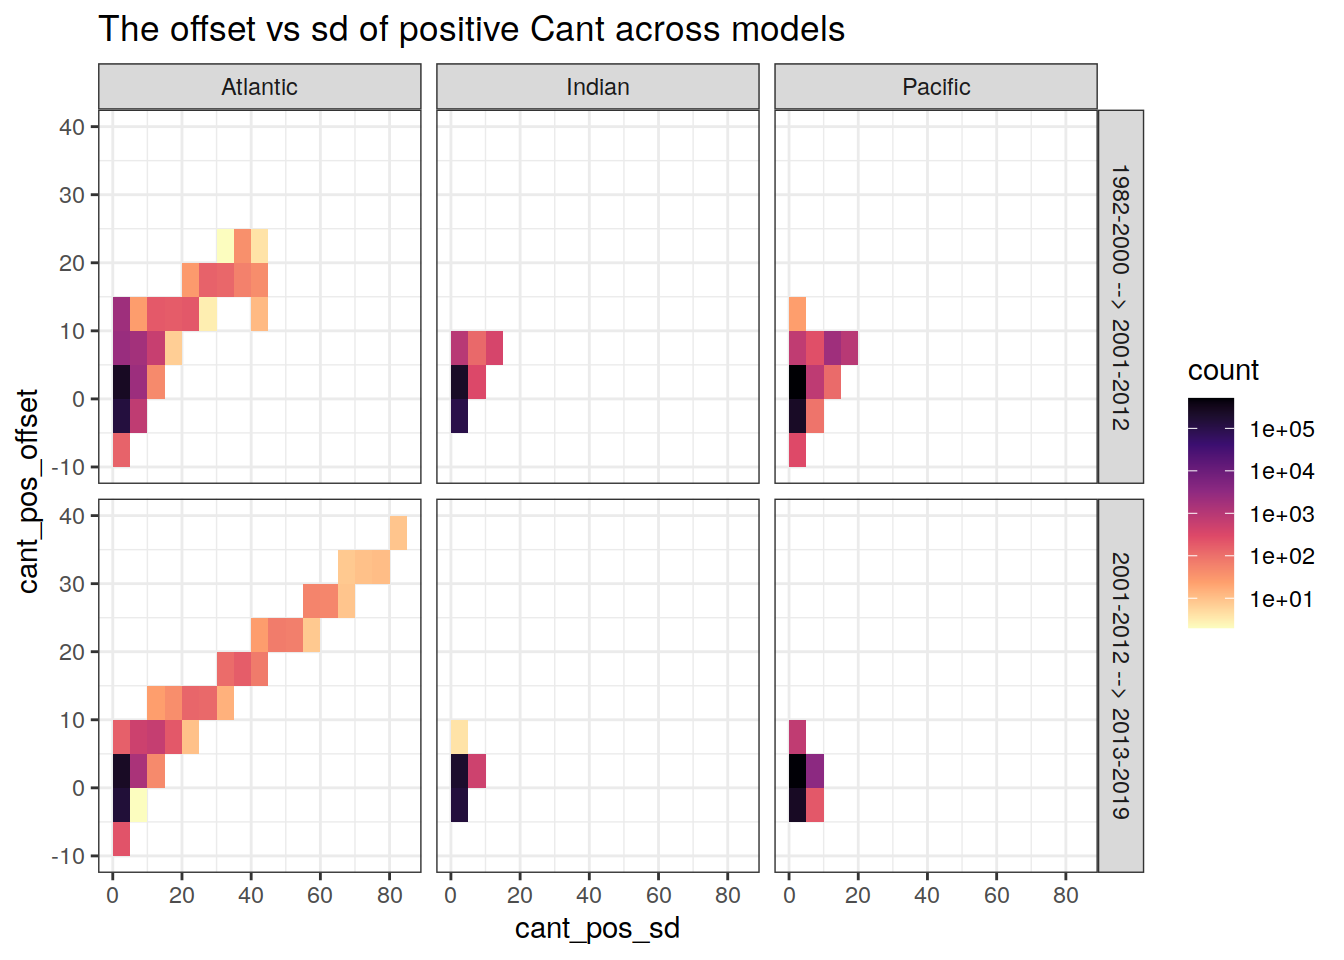 The offset vs sd of positive Cant across models
Atlantic
Indian
Pacific
40
30
20
10
0
-10
1982-2000 --> 2001-2012
40
30
20
10
0
-10
2001-2012 --> 2013-2019
0 20 40 60 80
0 20 40 60 80
0 20 40 60 80
cant_pos_sd
cant_pos_offset
count
1e+05
1e+04
1e+03
1e+02
1e+01